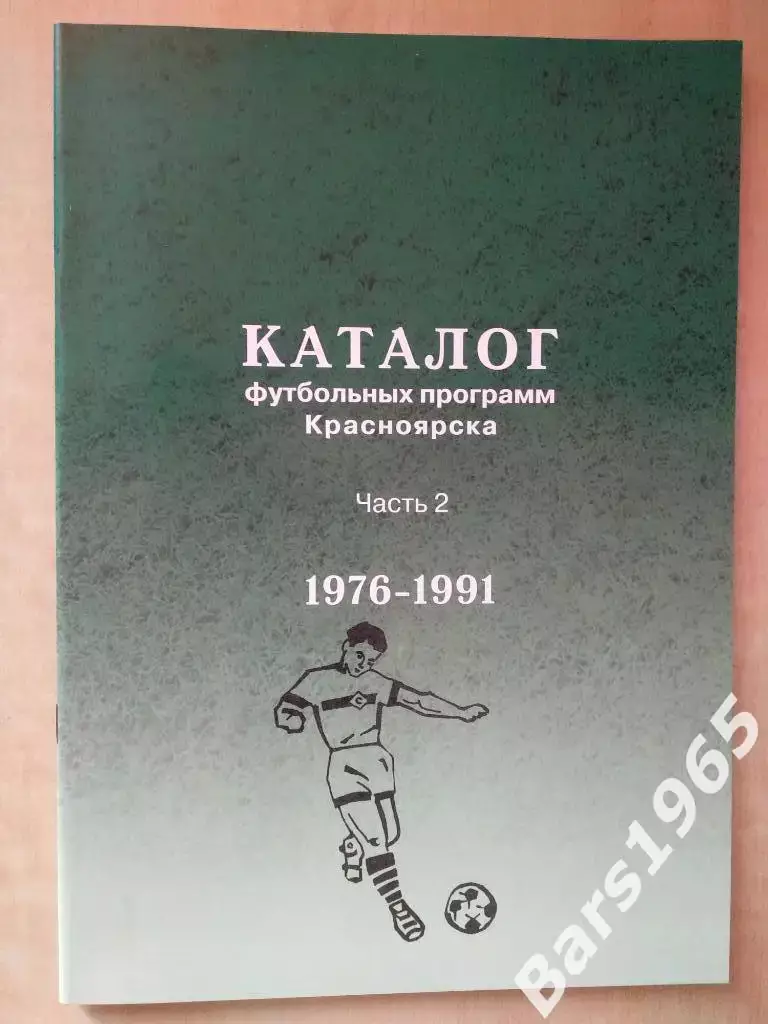 КАТАЛОГ
футбольных программ
Красноярска
Часть 2
1976-1991
С
Bars1965